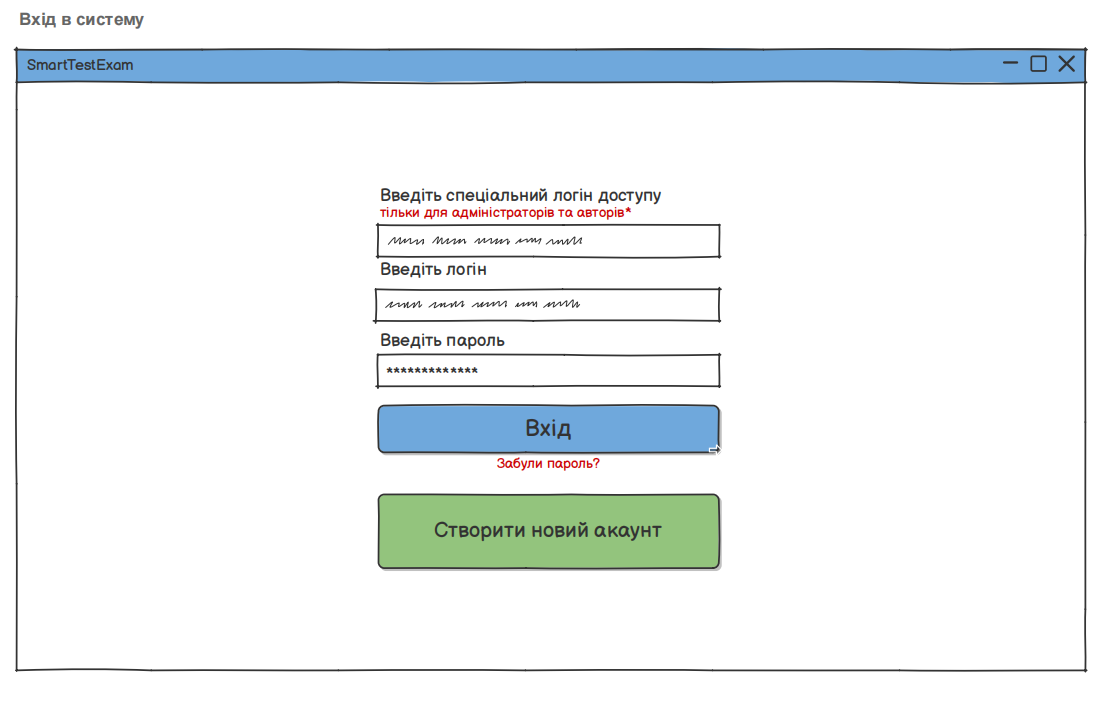 Вхід в систему
SmartTestExam
Введіть спеціальний логін доступу
тільки для адміністраторів та авторів*
Введіть логін
Введіть пароль
*************
Вхід
Забули пароль?
Створити новий акаунт